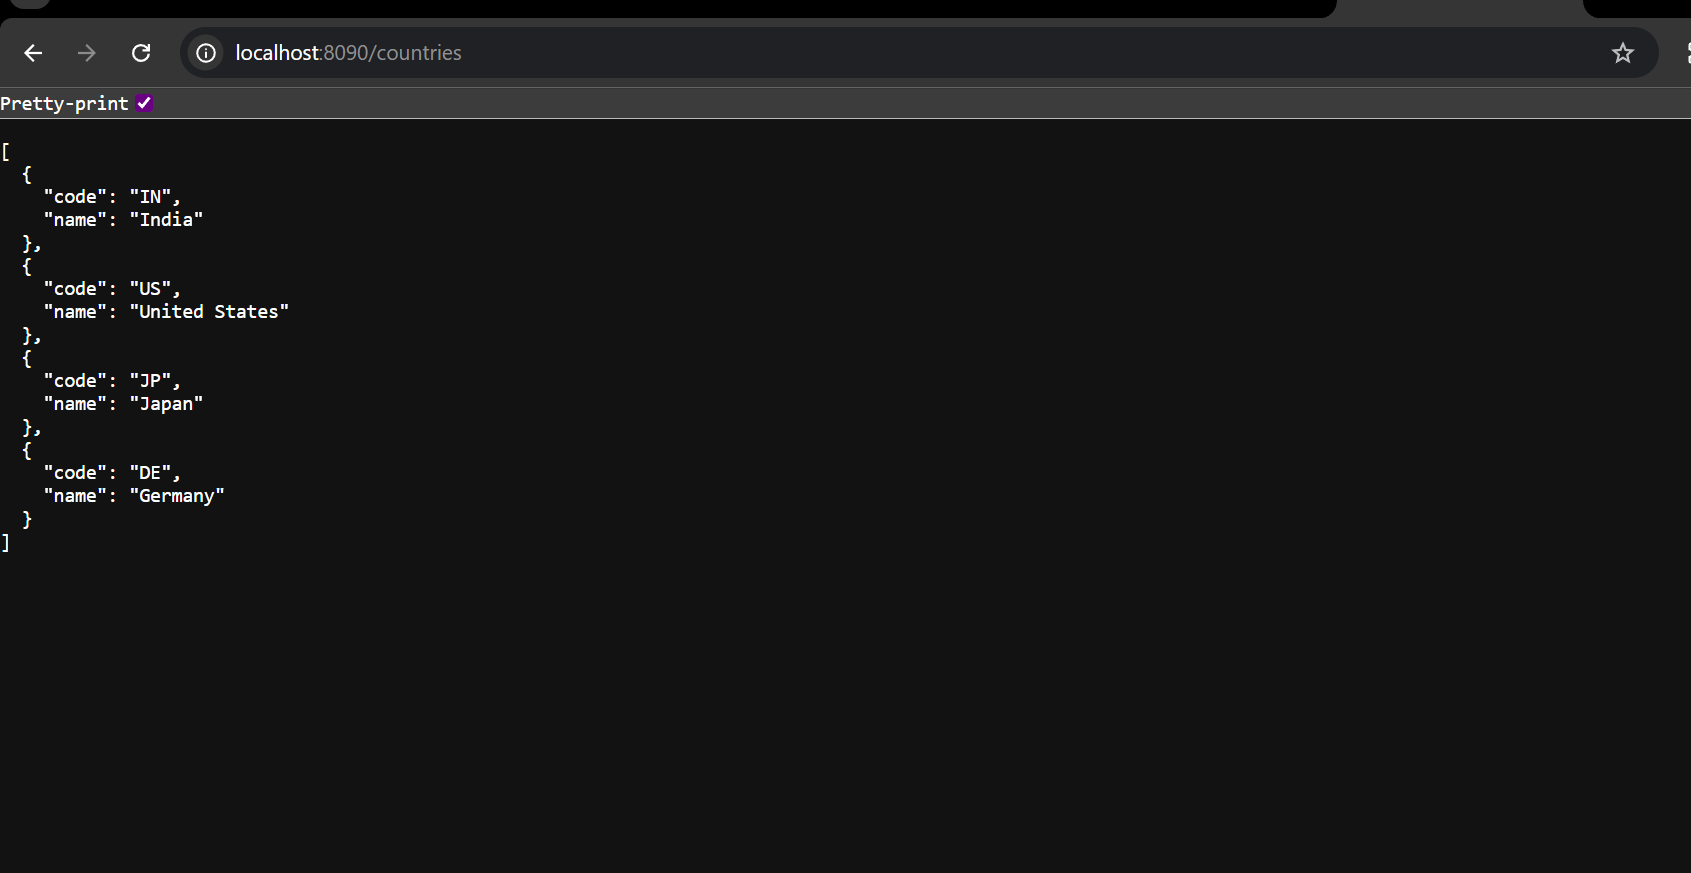 localhost:8090/countries
Pretty-print
[
  {
    "code": "IN",
    "name": "India"
  },
  {
    "code": "US",
    "name": "United States"
  },
  {
    "code": "JP",
    "name": "Japan"
  },
  {
    "code": "DE",
    "name": "Germany"
  }
]